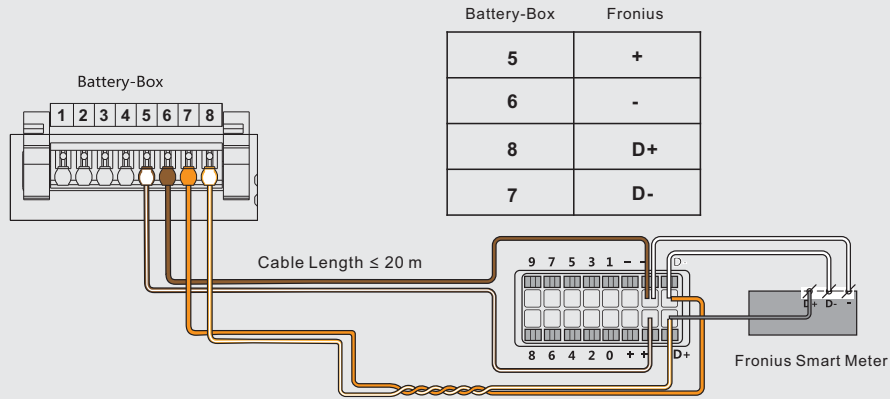 Battery-Box Fronius
5 +
6 -
8 D+
7 D-
Battery-Box
1 2 3 4 5 6 7 8
Cable Length ≤ 20 m
9 7 5 3 1 - - D-
8 6 4 2 0 + + D+
D+ D- -
Fronius Smart Meter